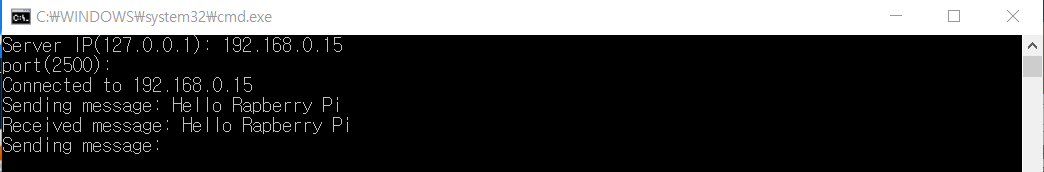 C:₩WINDOWS₩system32₩cmd.exe
Server IP(127.0.0.1): 192.168.0.15
port(2500):
Connected to 192.168.0.15
Sending message: Hello Rapberry Pi
Received message: Hello Rapberry Pi
Sending message: